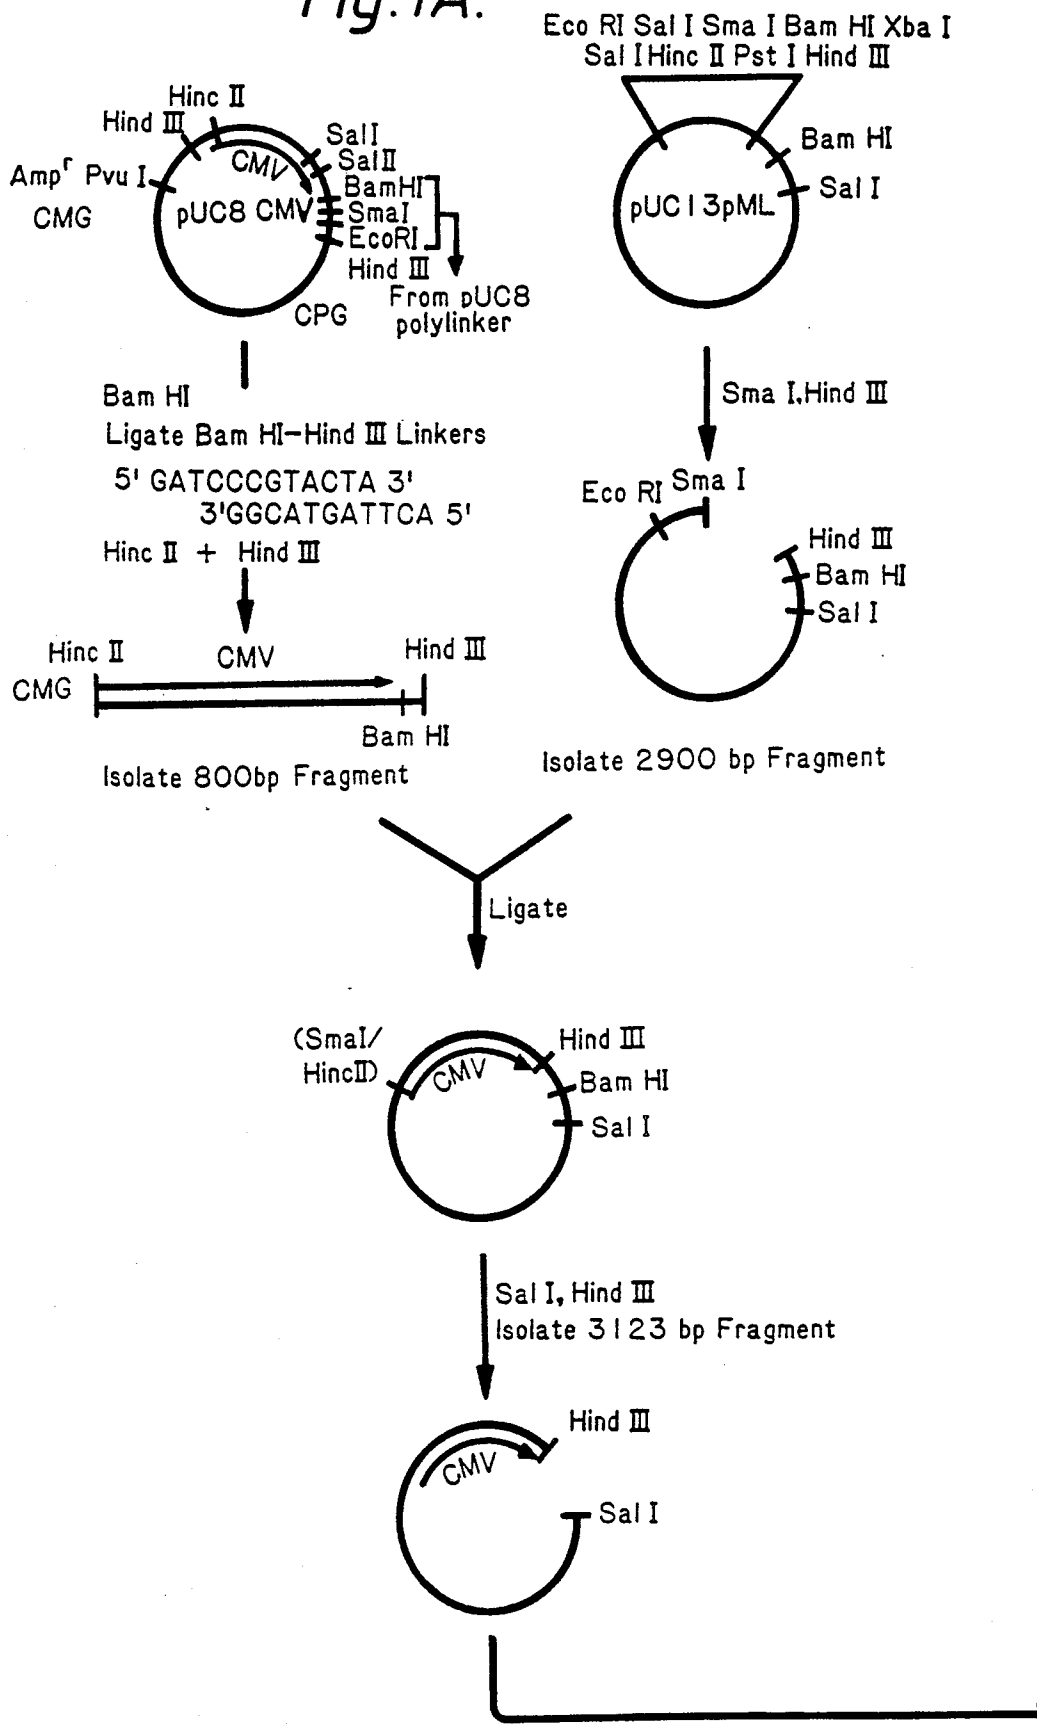 Fig. 1A.
Eco RI Sal I Sma I Bam HI Xba I
Sal I Hinc II Pst I Hind III
Hinc II
Hind III
Amp^r Pvu I
CMG
CMV
pUC8 CMV
Sal I
Sal II
BamHI
SmaI
EcoRI
Hind III
From pUC8
polylinker
CPG
pUC13pML
Bam HI
Sal I
Bam HI
Ligate Bam HI-Hind III Linkers
5' GATCCCGTACTA 3'
3'GGCATGATTCA 5'
Hinc II + Hind III
Sma I, Hind III
Eco RI
Sma I
Hind III
Bam HI
Sal I
Hinc II
CMV
Hind III
CMG
Bam HI
Isolate 800bp Fragment
Isolate 2900 bp Fragment
Ligate
(SmaI/
HincII)
CMV
Hind III
Bam HI
Sal I
Sal I, Hind III
Isolate 3123 bp Fragment
Hind III
CMV
Sal I